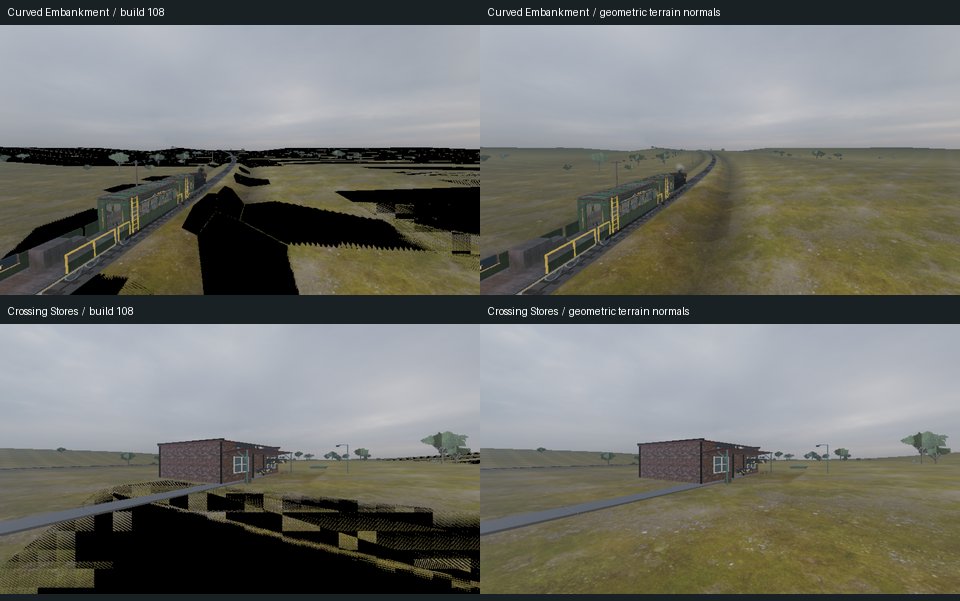 Curved Embankment / build 108
Curved Embankment / geometric terrain normals
Crossing Stores / build 108
Crossing Stores / geometric terrain normals